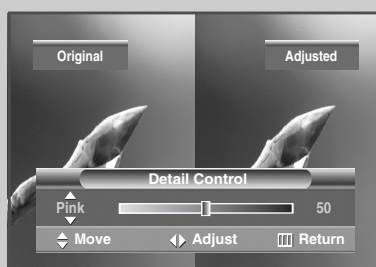 Original Adjusted
Detail Control
Pink 50
Move Adjust Return